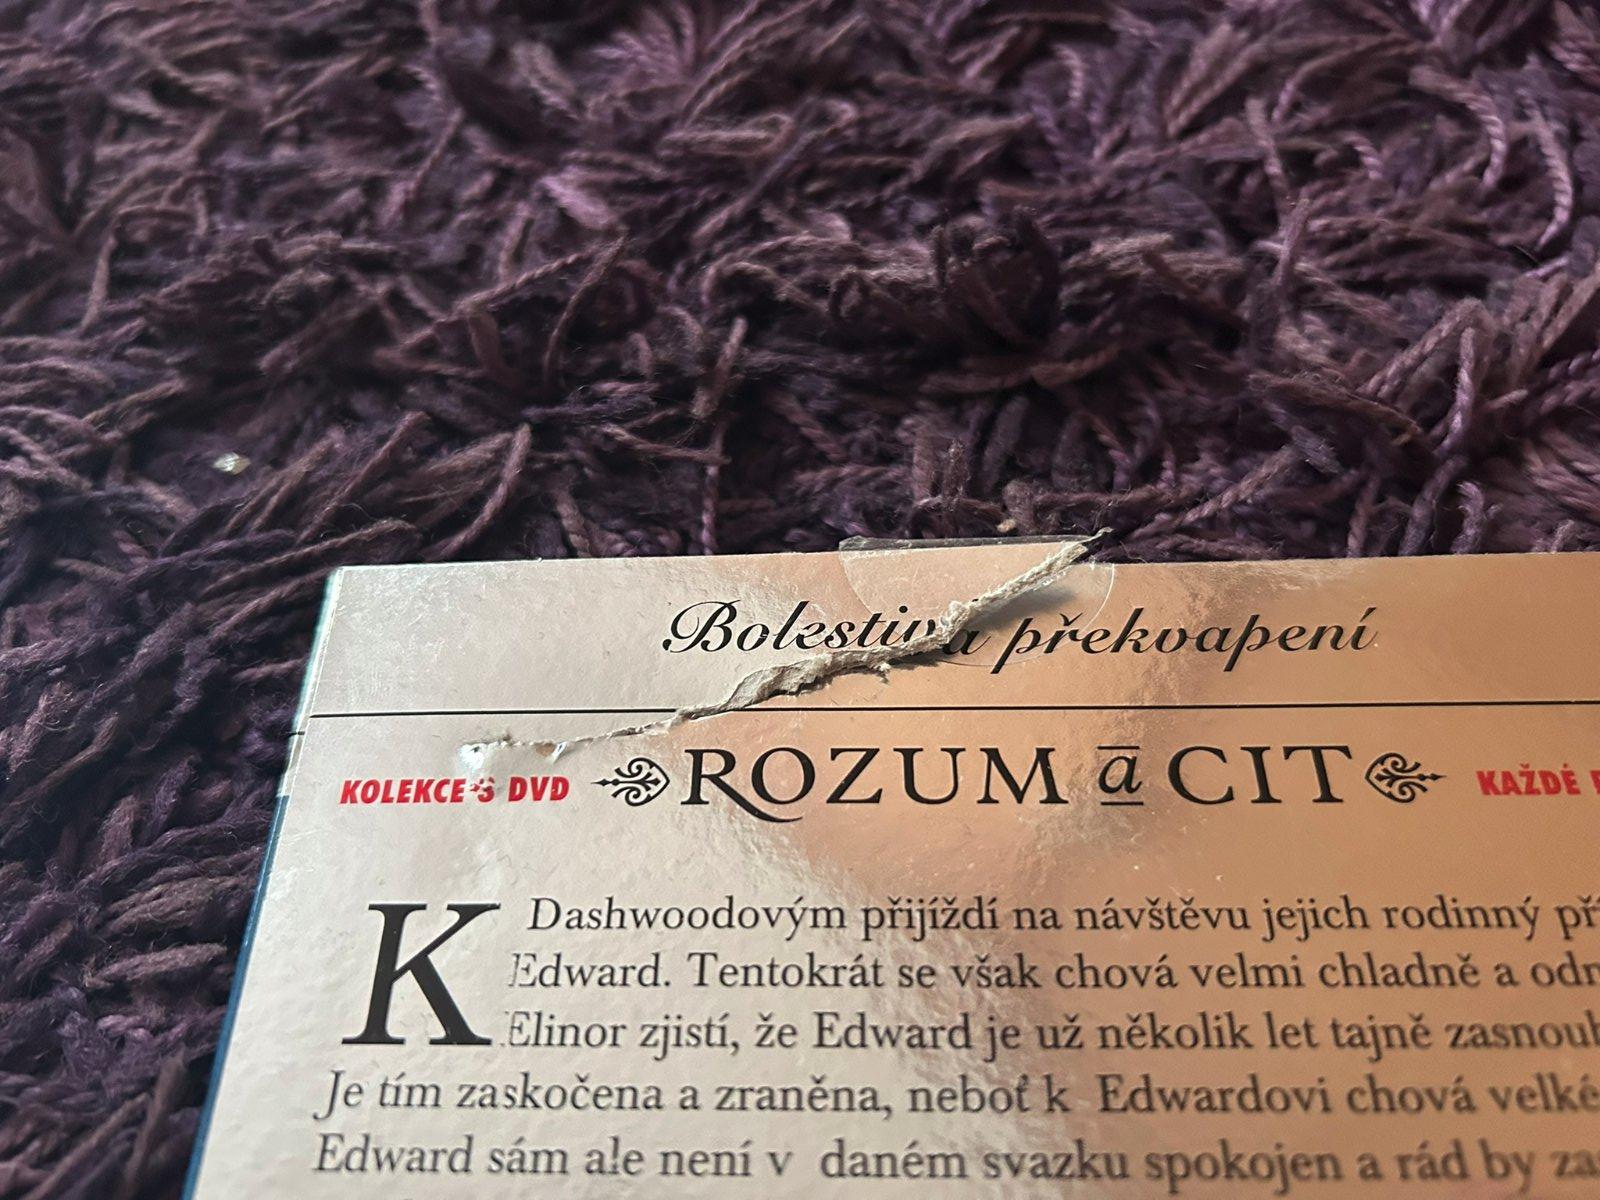 Bolestivá překvapení
KOLEKCE 3 DVD ROZUM a CIT KAŽDÉ
K Dashwoodovým přijíždí na návštěvu jejich rodinný
Edward. Tentokrát se však chová velmi chladně a
Elinor zjistí, že Edward je už několik let tajně
Je tím zaskočena a zraněna, neboť k Edwardovi chová velké
Edward sám ale není v daném svazku spokojen a rád by